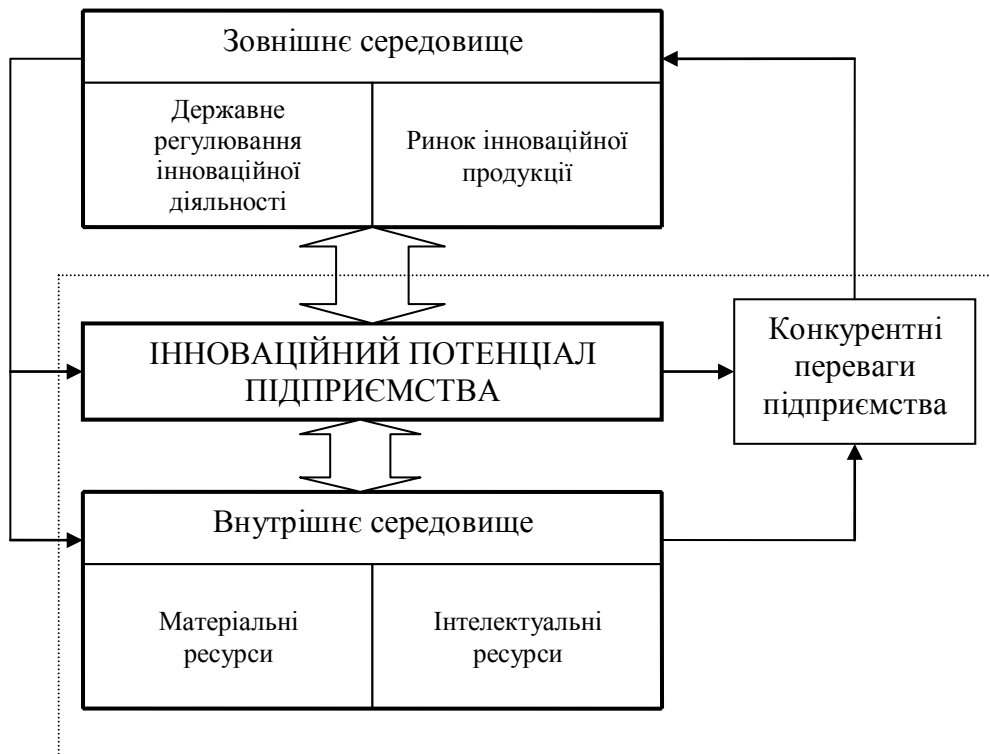 Зовнішнє середовище
Державне
регулювання
інноваційної
діяльності
Ринок інноваційної
продукції
ІННОВАЦІЙНИЙ ПОТЕНЦІАЛ
ПІДПРИЄМСТВА
Конкурентні
переваги
підприємства
Внутрішнє середовище
Матеріальні
ресурси
Інтелектуальні
ресурси